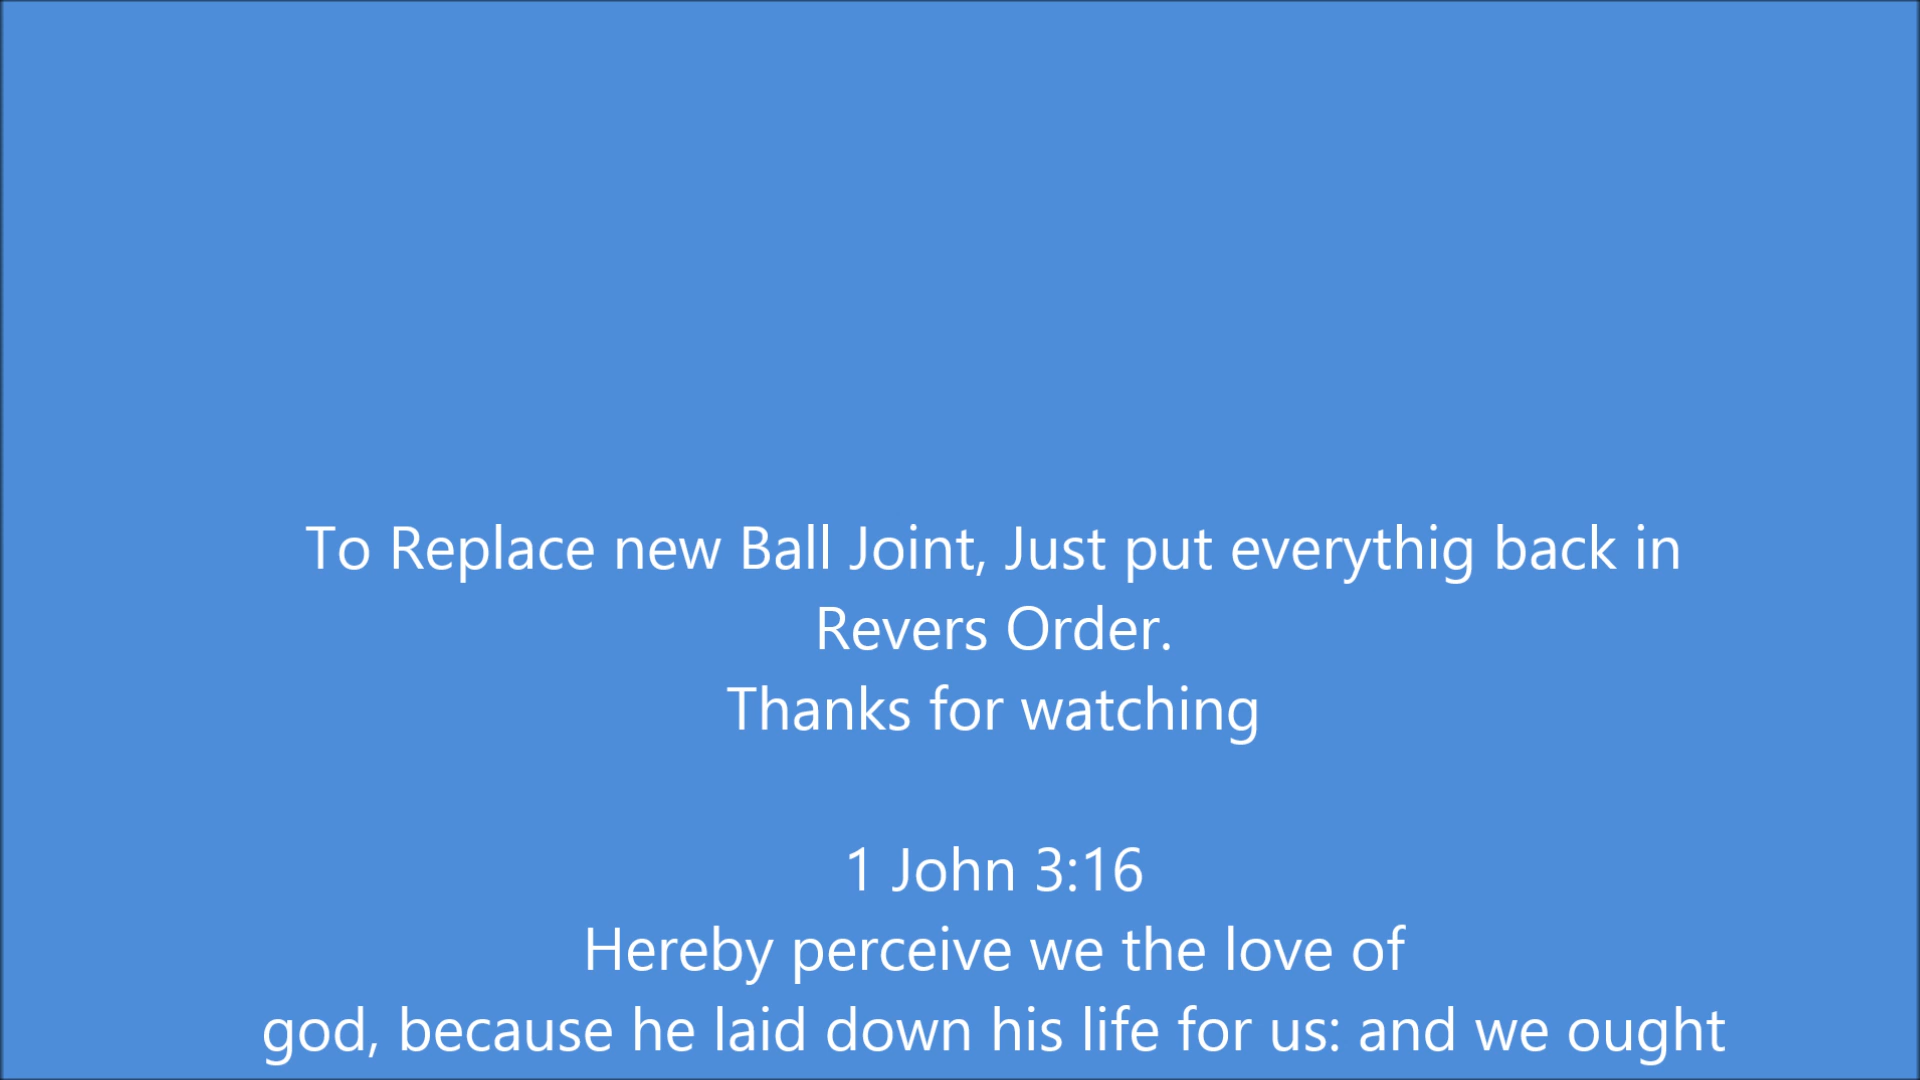 To Replace new Ball Joint, Just put everythig back in
Revers Order.
Thanks for watching
1 John 3:16
Hereby perceive we the love of
god, because he laid down his life for us: and we ought